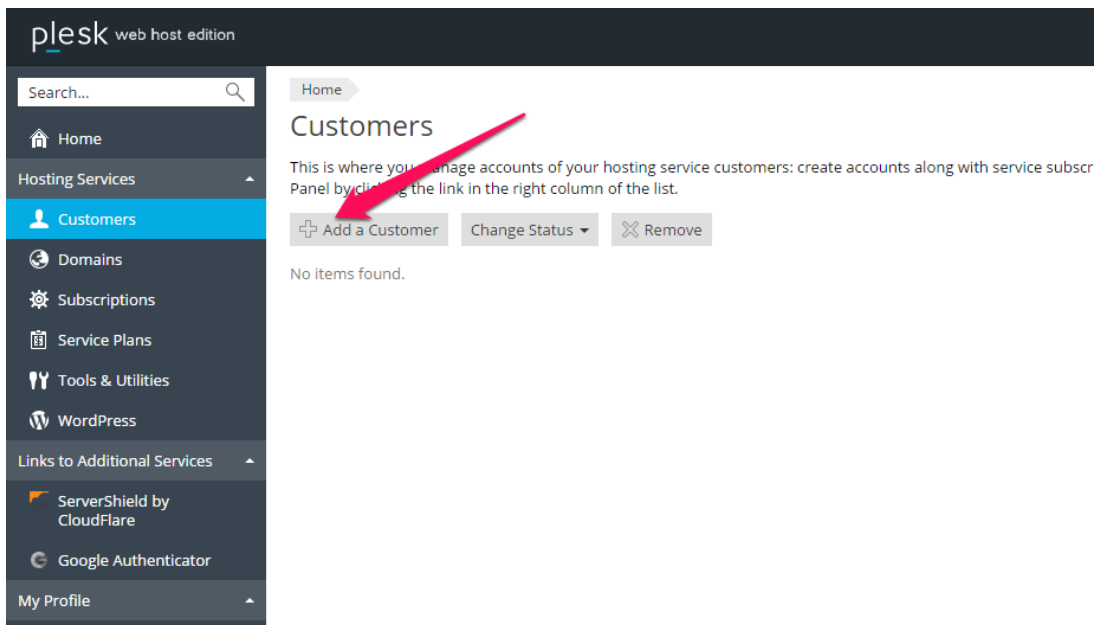 plesk web host edition
Search...
Home
Hosting Services
Customers
Domains
Subscriptions
Service Plans
Tools & Utilities
WordPress
Links to Additional Services
ServerShield by
CloudFlare
Google Authenticator
My Profile
Home
Customers
This is where you manage accounts of your hosting service customers: create accounts along with service subscr
Panel by the link in the right column of the list.
Add a Customer Change Status Remove
No items found.